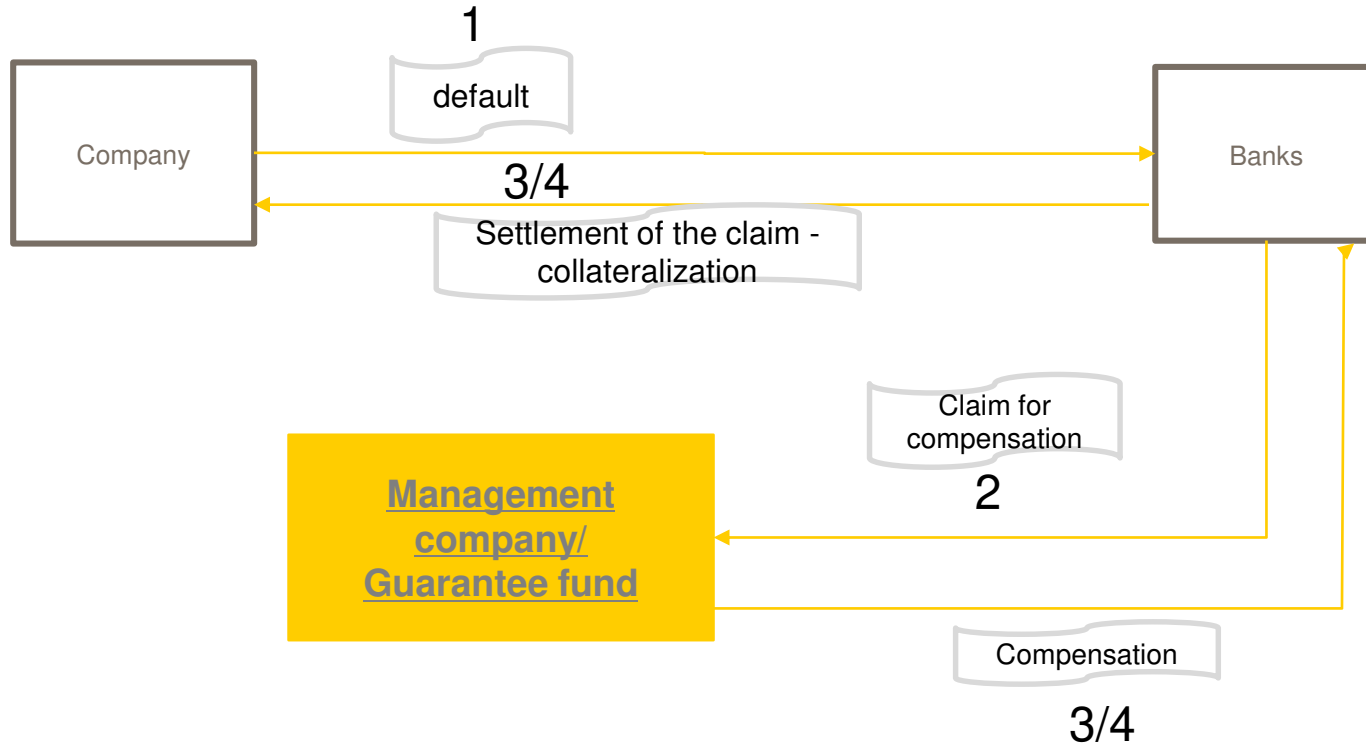 1
default
Company
Banks
3/4
Settlement of the claim -
collateralization
Claim for
compensation
2
Management
company/
Guarantee fund
Compensation
3/4